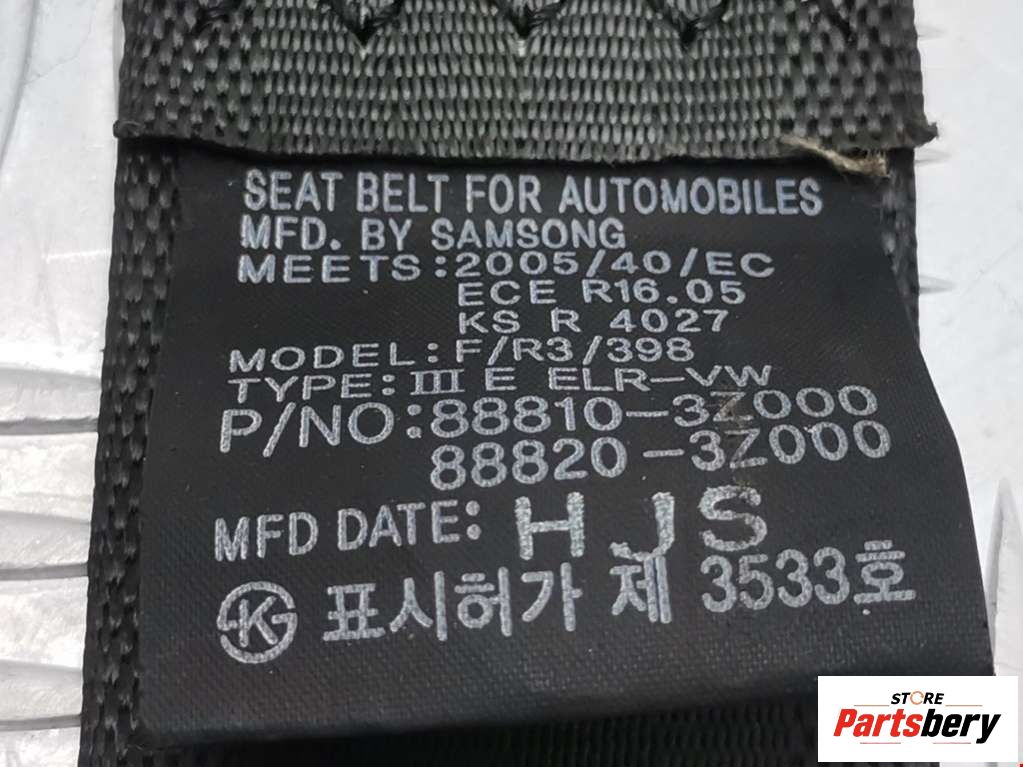 SEAT BELT FOR AUTOMOBILES
MFD. BY SAMSONG
MEETS:2005/40/EC
ECE R16.05
KS R 4027
MODEL: F/R3/398
TYPE: III E ELR-VW
P/NO: 88810-3Z000
88820-3Z000
MFD DATE: HJS
표시허가 제 3533호
STORE
Partsbery